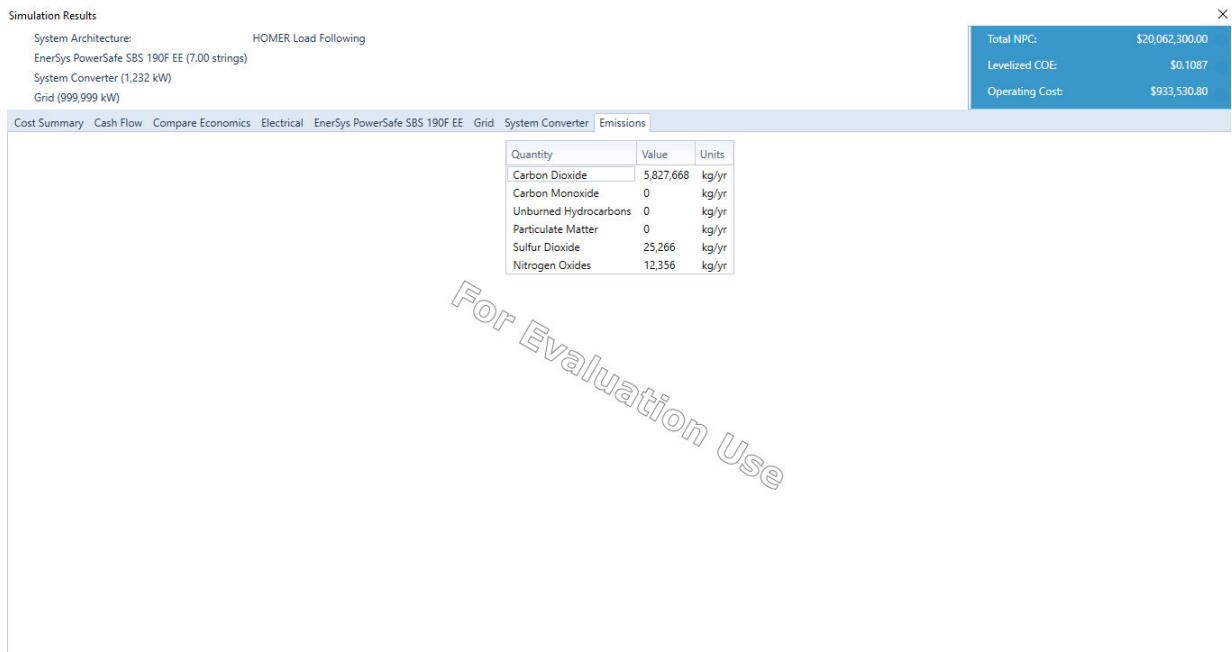 Simulation Results
System Architecture: HOMER Load Following
EnerSys PowerSafe SBS 190F EE (7.00 strings)
System Converter (1,232 kW)
Grid (999,999 kW)
Total NPC: $20,062,300.00
Levelized COE: $0.1087
Operating Cost: $933,530.80
Cost Summary Cash Flow Compare Economics Electrical EnerSys PowerSafe SBS 190F EE Grid System Converter Emissions
Quantity Value Units
Carbon Dioxide 5,827,668 kg/yr
Carbon Monoxide 0 kg/yr
Unburned Hydrocarbons 0 kg/yr
Particulate Matter 0 kg/yr
Sulfur Dioxide 25,266 kg/yr
Nitrogen Oxides 12,356 kg/yr
For Evaluation Use